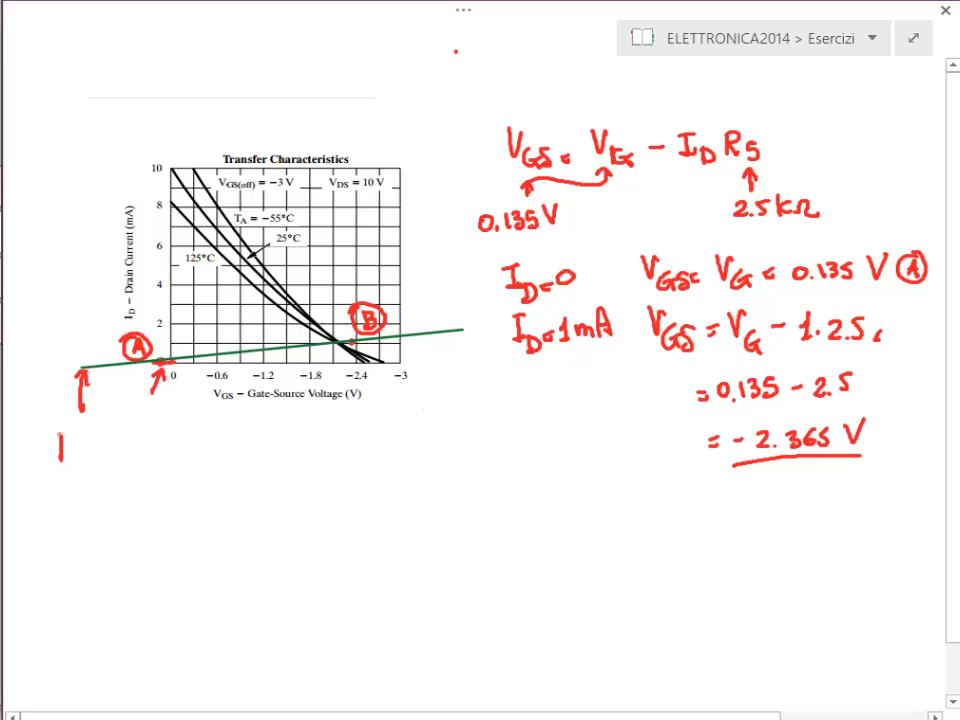 ELETTRONICA2014 > Esercizi
Transfer Characteristics
VGS(off) = −3 V
VDS = 10 V
TA = −55°C
25°C
125°C
10
8
6
4
2
ID − Drain Current (mA)
0 −0.6 −1.2 −1.8 −2.4 −3
VGS − Gate-Source Voltage (V)
A
B
VGS = VG − ID R5
0.135 V
2.5 kΩ
ID = 0 VGS = VG = 0.135 V A
ID = 1 mA VGS = VG − 1 · 2.5 =
= 0.135 − 2.5
= − 2.365 V